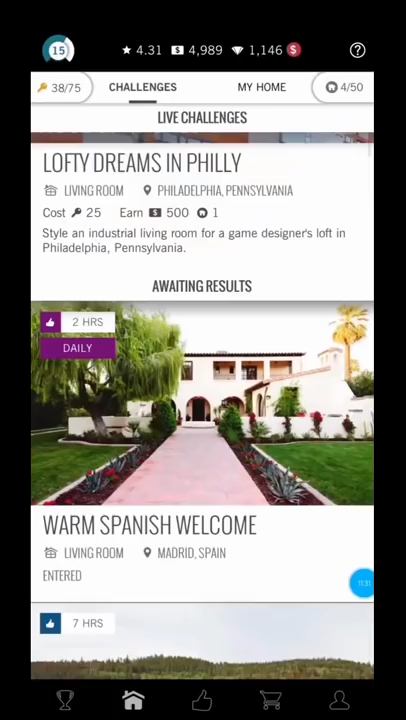 15 4.31 $ 4,989 1,146 $ ?
38/75 CHALLENGES MY HOME 4/50
LIVE CHALLENGES
LOFTY DREAMS IN PHILLY
LIVING ROOM PHILADELPHIA, PENNSYLVANIA
Cost 25 Earn $ 500 1
Style an industrial living room for a game designer's loft in
Philadelphia, Pennsylvania.
AWAITING RESULTS
2 HRS
DAILY
WARM SPANISH WELCOME
LIVING ROOM MADRID, SPAIN
ENTERED
11:31
7 HRS